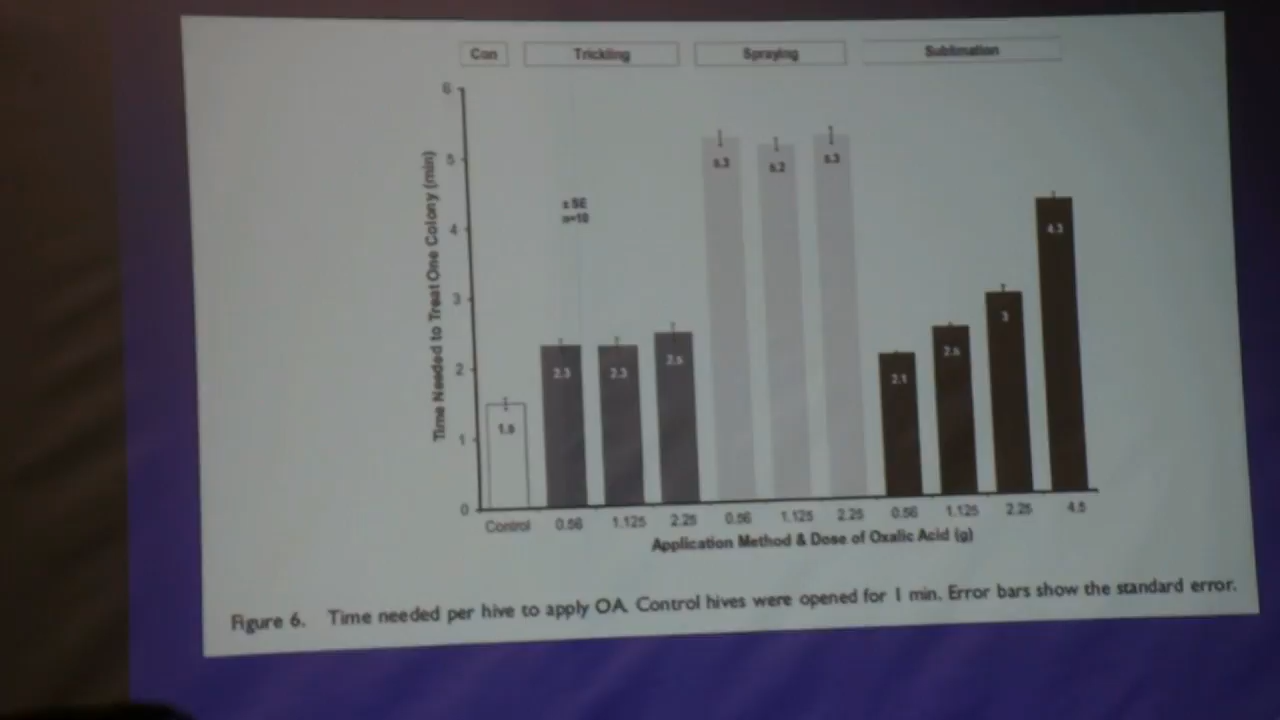 Con Trickling Spraying Sublimation
Time Needed to Treat One Colony (min)
6
5
4
3
2
1
0
± SE
n=10
1.5 2.3 2.3 2.5 5.3 5.2 5.3 2.1 2.5 3 4.3
Control 0.56 1.125 2.25 0.56 1.125 2.25 0.56 1.125 2.25 4.5
Application Method & Dose of Oxalic Acid (g)
Figure 6. Time needed per hive to apply OA. Control hives were opened for 1 min. Error bars show the standard error.